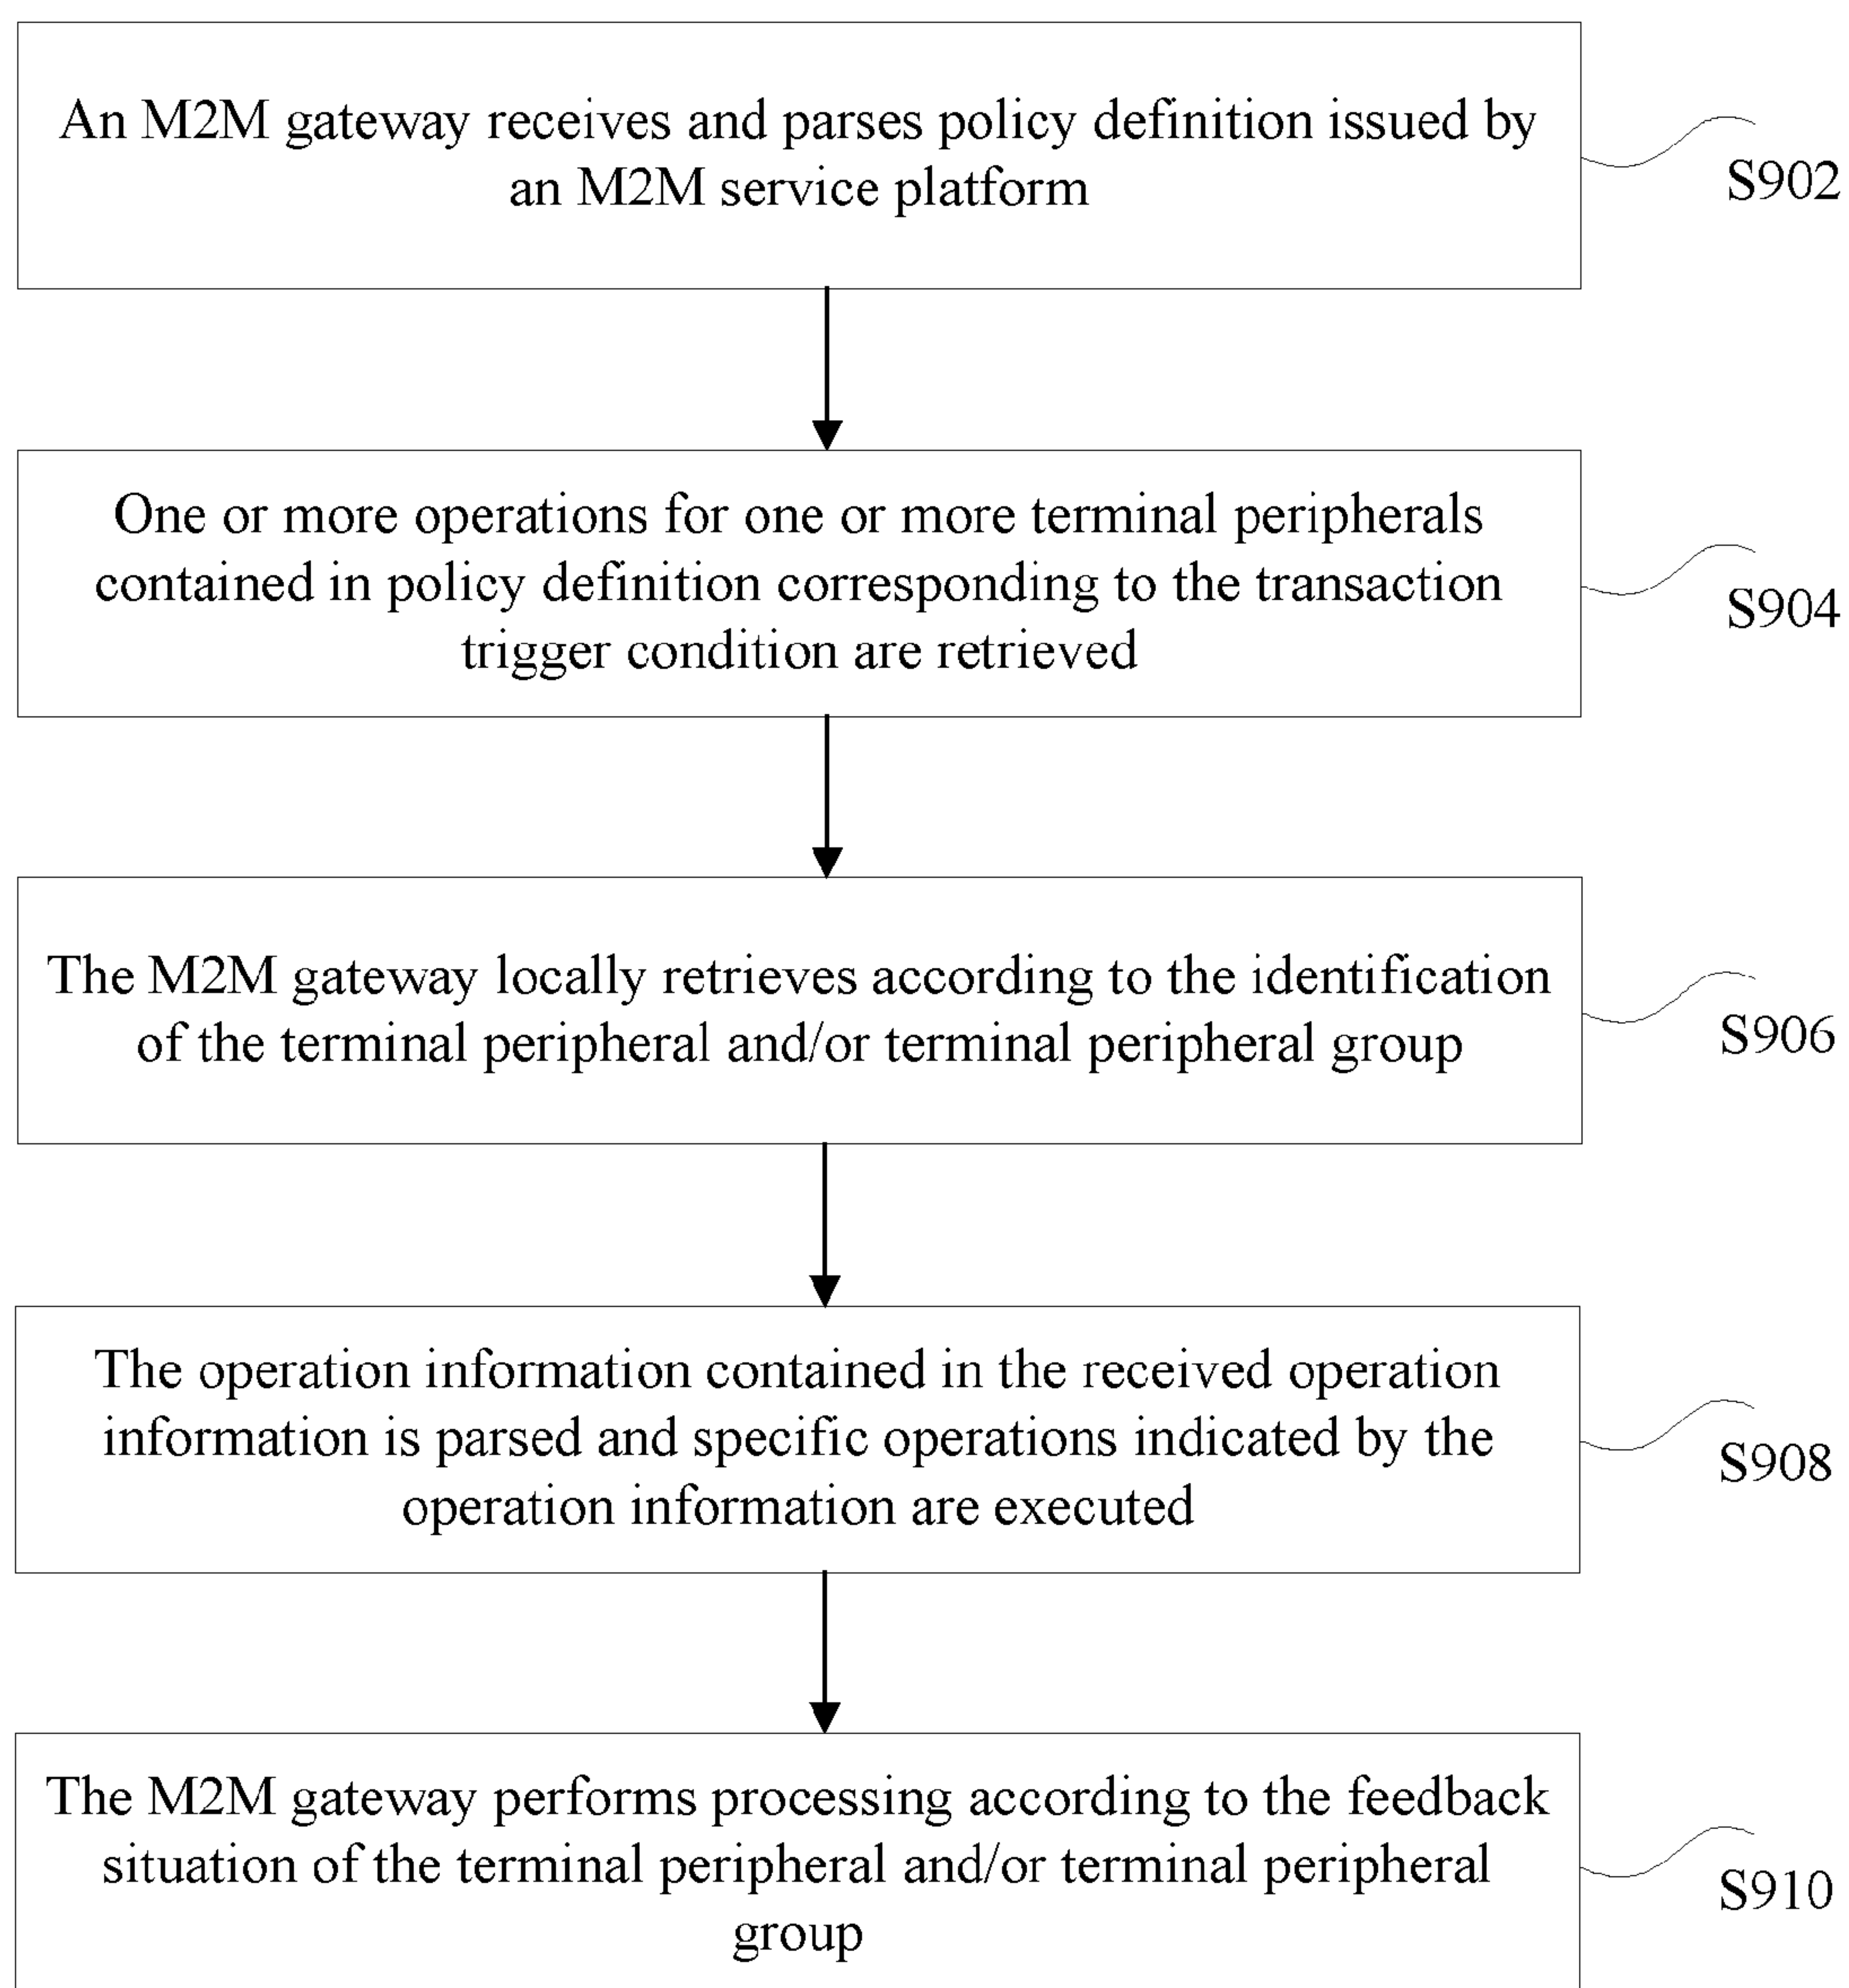 An M2M gateway receives and parses policy definition issued by
an M2M service platform
S902
One or more operations for one or more terminal peripherals
contained in policy definition corresponding to the transaction
trigger condition are retrieved
S904
The M2M gateway locally retrieves according to the identification
of the terminal peripheral and/or terminal peripheral group
S906
The operation information contained in the received operation
information is parsed and specific operations indicated by the
operation information are executed
S908
The M2M gateway performs processing according to the feedback
situation of the terminal peripheral and/or terminal peripheral
group
S910